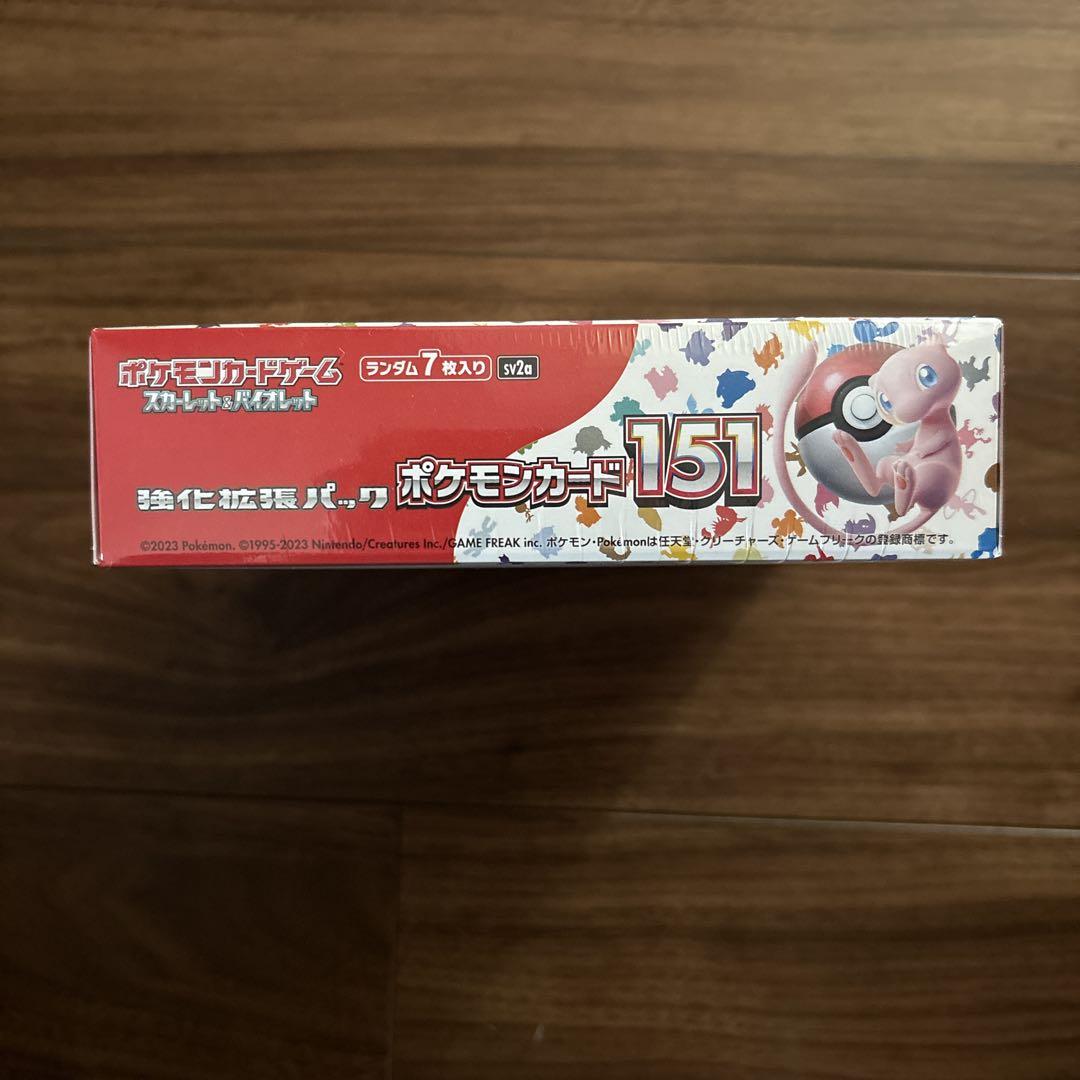 ポケモンカードゲーム
スカーレット&バイオレット
ランダム7枚入り
sv2a
強化拡張パック
ポケモンカード151
©2023 Pokémon. ©1995-2023 Nintendo/Creatures Inc./GAME FREAK inc. ポケモン・Pokémonは任天堂・クリーチャーズ・ゲームフリークの登録商標です。